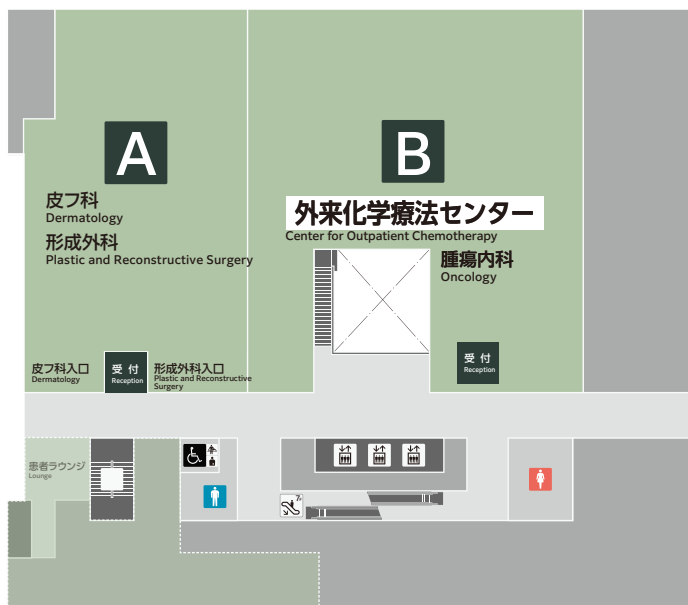 A
皮フ科
Dermatology
形成外科
Plastic and Reconstructive Surgery
B
外来化学療法センター
Center for Outpatient Chemotherapy
腫瘍内科
Oncology
皮フ科入口
Dermatology
受付
Reception
形成外科入口
Plastic and Reconstructive
Surgery
受付
Reception
患者ラウンジ
Lounge